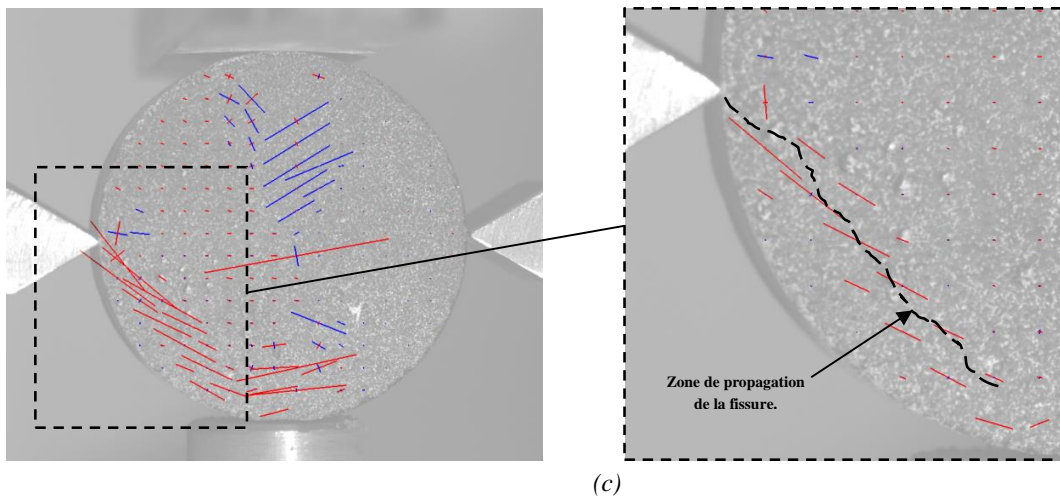 Zone de propagation
de la fissure.
(c)